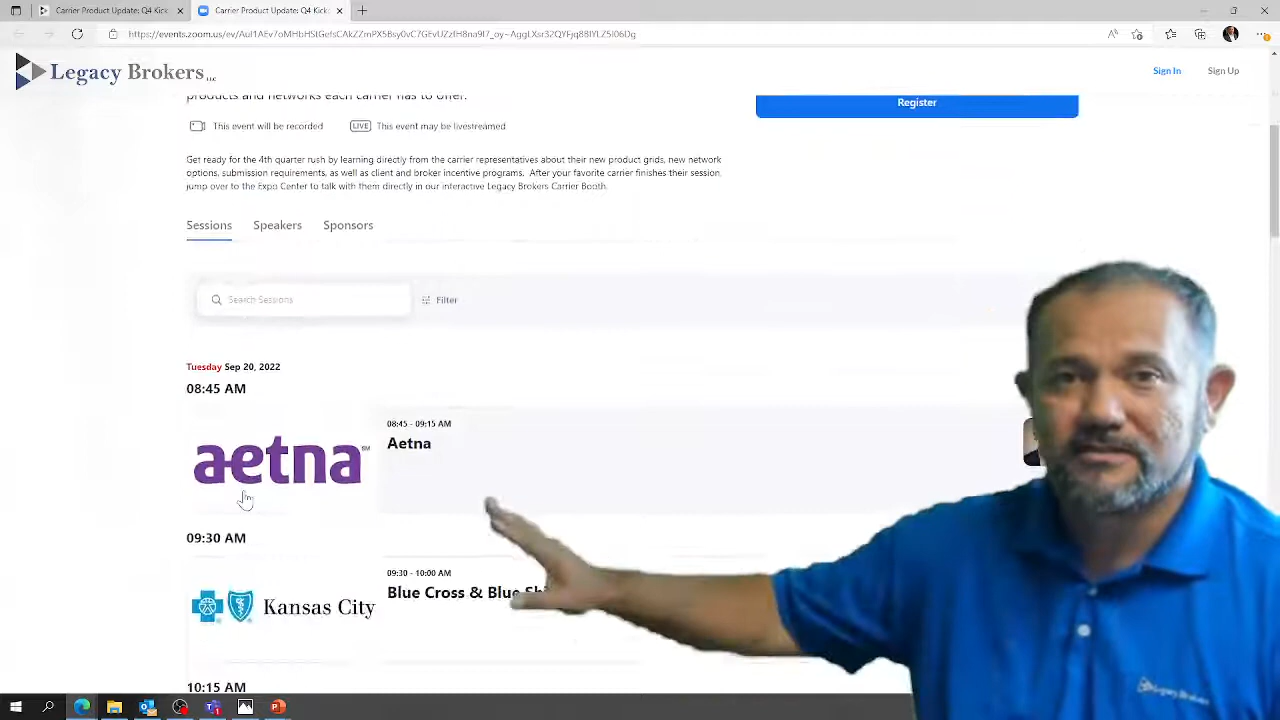 Carrier Product Update: Q4 Kick
Carrier Product Update: Q4 Kick
Legacy Brokers LLC
Sign In
Sign Up
products and networks each carrier has to offer.
Register
This event will be recorded
LIVE
This event may be livestreamed
Get ready for the 4th quarter rush by learning directly from the carrier representatives about their new product grids, new network
options, submission requirements, as well as client and broker incentive programs. After your favorite carrier finishes their session,
jump over to the Expo Center to talk with them directly in our interactive Legacy Brokers Carrier Booth.
Sessions
Speakers
Sponsors
Search Sessions
Filter
Tuesday Sep 20, 2022
08:45 AM
aetna
08:45 - 09:15 AM
Aetna
09:30 AM
Kansas City
09:30 - 10:00 AM
Blue Cross & Blue Shi
10:15 AM
Legacy Brokers